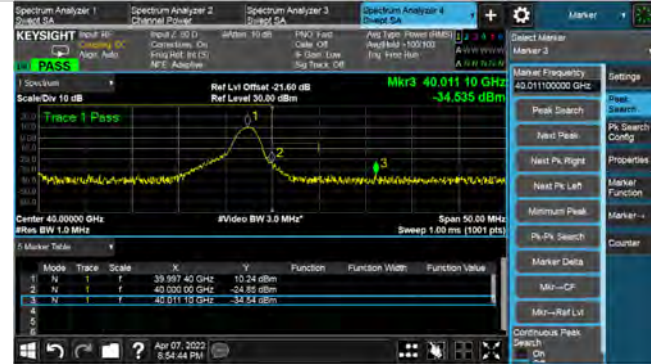 Spectrum Analyzer 1
Swept SA
Spectrum Analyzer 2
Channel Power
Spectrum Analyzer 3
Swept SA
Spectrum Analyzer 4
Swept SA
Marker
KEYSIGHT
Input: RF
Coupling: DC
Align: Auto
Input Z: 50 Ω
Corrections: On
Freq Ref: Int (S)
NFE: Adaptive
#Atten: 10 dB
PNO: Fast
Gate: Off
IF Gain: Low
Sig Track: Off
Avg Type: Power (RMS)
Avg|Hold: >100/100
Trig: Free Run
PASS
1 Spectrum
Scale/Div 10 dB
Ref Lvl Offset -21.60 dB
Ref Level 30.00 dBm
Mkr3 40.011 10 GHz
-34.535 dBm
Trace 1 Pass
1
2
3
Center 40.00000 GHz
#Res BW 1.0 MHz
#Video BW 3.0 MHz*
Span 50.00 MHz
Sweep 1.00 ms (1001 pts)
5 Marker Table
Mode Trace Scale X Y Function Function Width Function Value
1 N 1 f 39.997 40 GHz 10.24 dBm
2 N 1 f 40.000 00 GHz -24.85 dBm
3 N 1 f 40.011 10 GHz -34.54 dBm
4
5
6
Apr 07, 2022
8:54:44 PM
Select Marker
Marker 3
Marker Frequency
40.011100000 GHz
Peak Search
Next Peak
Next Pk Right
Next Pk Left
Minimum Peak
Pk-Pk Search
Marker Delta
Mkr→CF
Mkr→Ref Lvl
Continuous Peak
Search
On
Settings
Peak
Search
Pk Search
Config
Properties
Marker
Function
Marker→
Counter